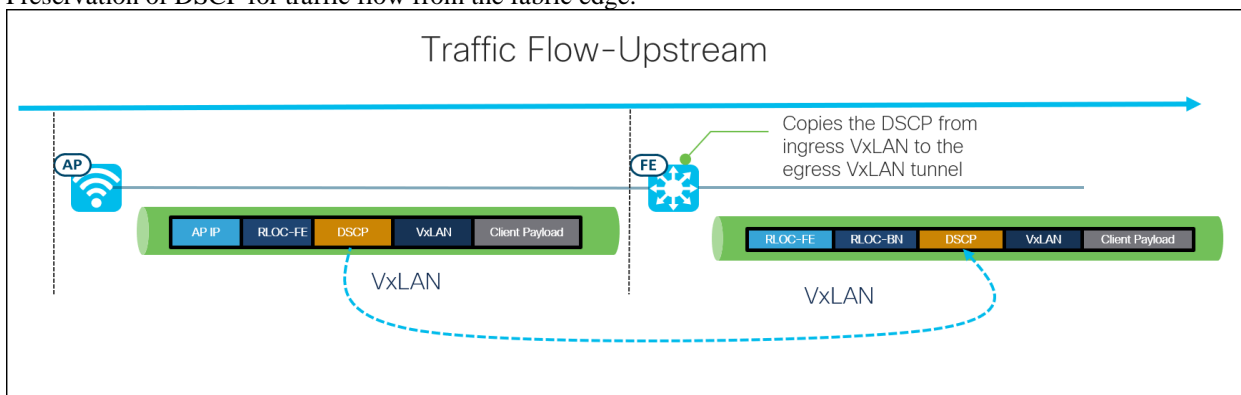 Preservation of DSCP for traffic flow from the fabric edge.
Traffic Flow-Upstream
Copies the DSCP from
ingress VxLAN to the
egress VxLAN tunnel
AP
FE
AP IP RLOC-FE DSCP VxLAN Client Payload
RLOC-FE RLOC-BN DSCP VxLAN Client Payload
VxLAN
VxLAN